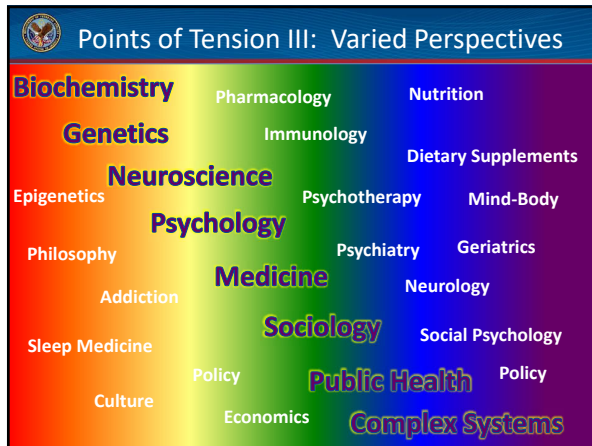 Points of Tension III: Varied Perspectives
Biochemistry
Pharmacology
Nutrition
Genetics
Immunology
Dietary Supplements
Neuroscience
Epigenetics
Psychotherapy
Mind-Body
Psychology
Philosophy
Psychiatry
Geriatrics
Medicine
Neurology
Addiction
Sociology
Social Psychology
Sleep Medicine
Policy
Public Health
Policy
Culture
Economics
Complex Systems